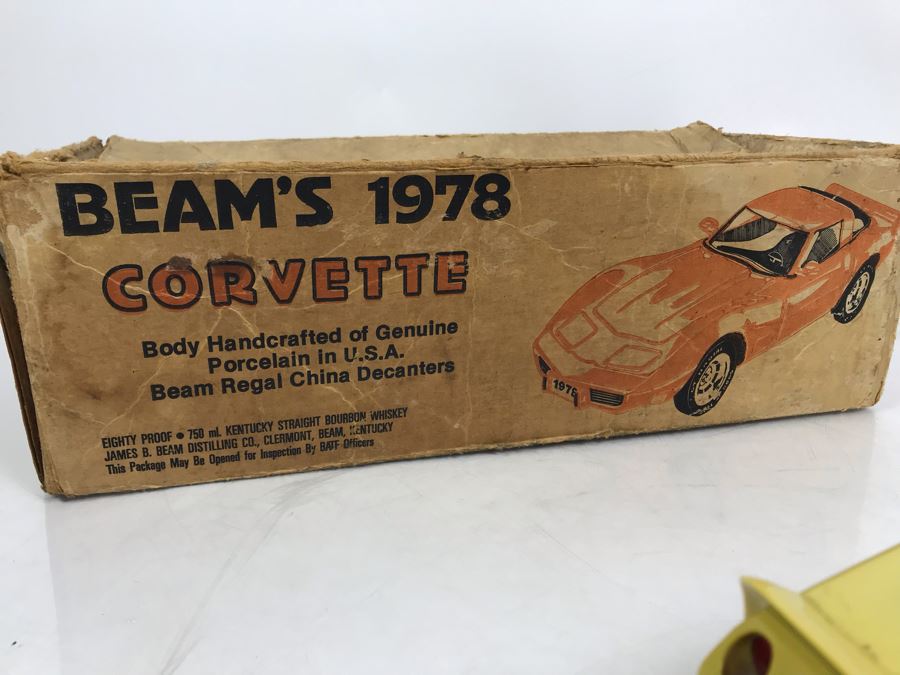 BEAM'S 1978
CORVETTE
Body Handcrafted of Genuine
Porcelain in U.S.A.
Beam Regal China Decanters
EIGHTY PROOF • 750 ml. KENTUCKY STRAIGHT BOURBON WHISKEY
JAMES B. BEAM DISTILLING CO., CLERMONT, BEAM, KENTUCKY
This Package May Be Opened for Inspection By BATF Officers
1978